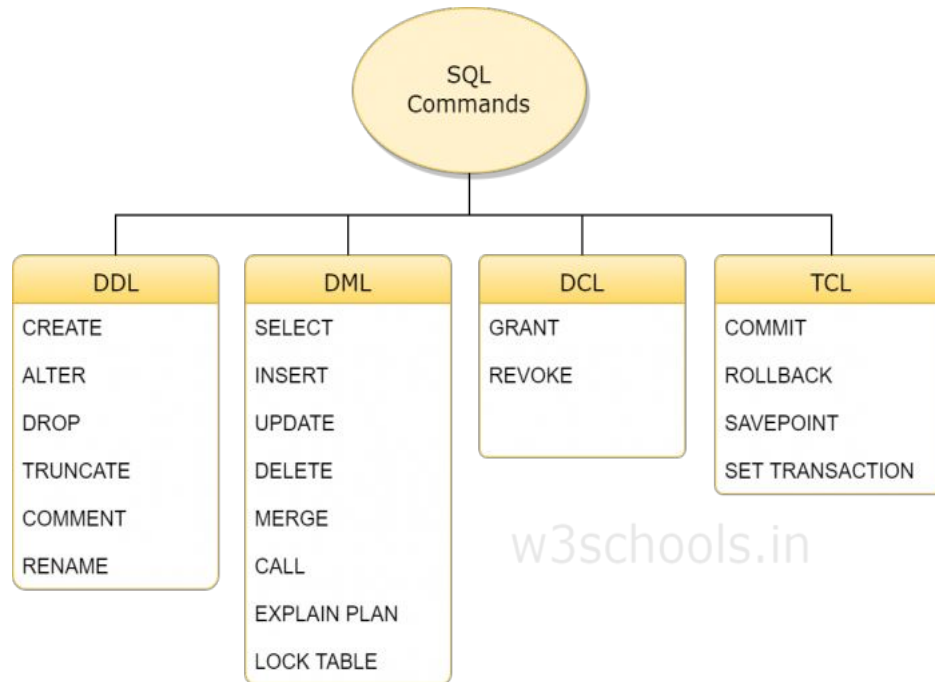 SQL
Commands
DDL
CREATE
ALTER
DROP
TRUNCATE
COMMENT
RENAME
DML
SELECT
INSERT
UPDATE
DELETE
MERGE
CALL
EXPLAIN PLAN
LOCK TABLE
DCL
GRANT
REVOKE
TCL
COMMIT
ROLLBACK
SAVEPOINT
SET TRANSACTION
w3schools.in